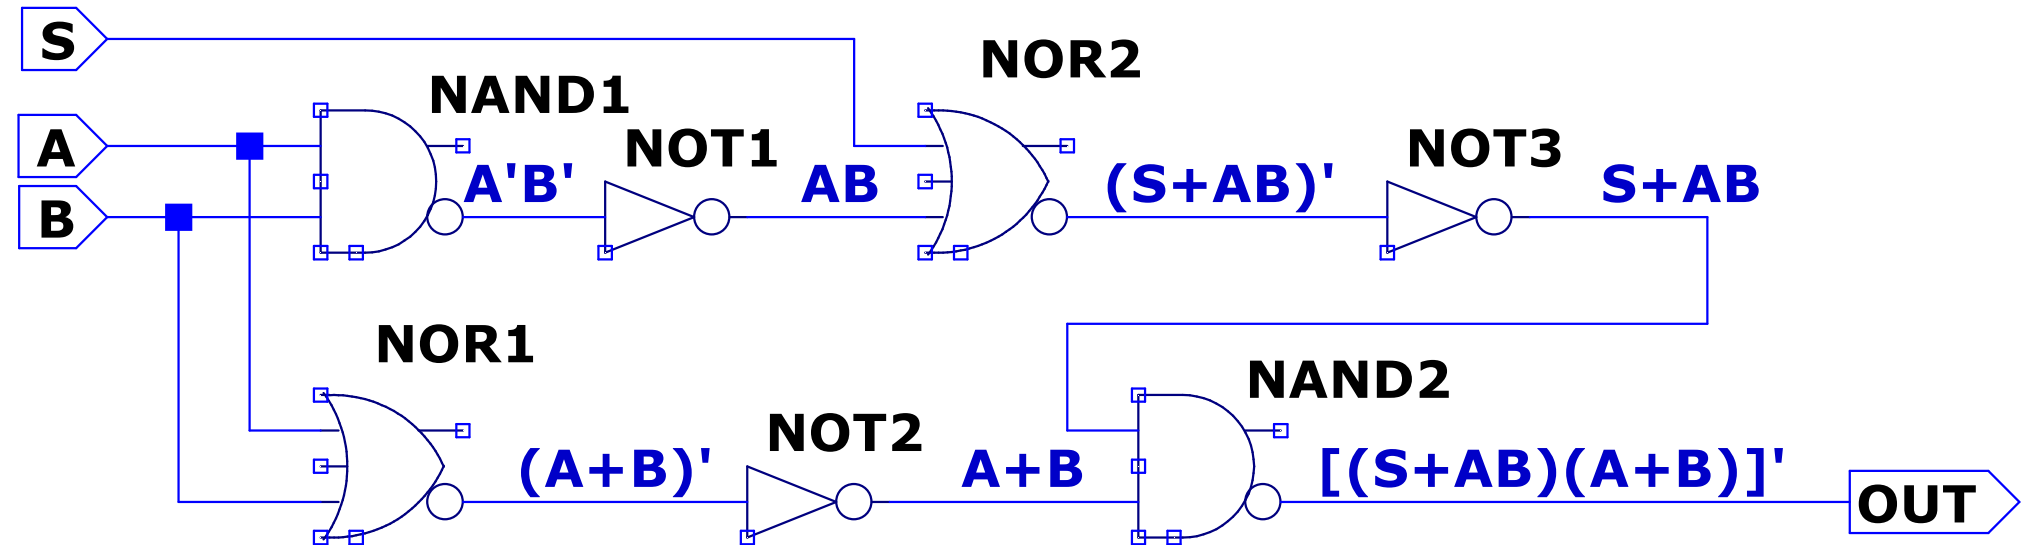 S
NOR2
NAND1
A
NOT1
NOT3
A'B'
AB
(S+AB)'
S+AB
B
NOR1
NAND2
NOT2
(A+B)'
A+B
[(S+AB)(A+B)]'
OUT